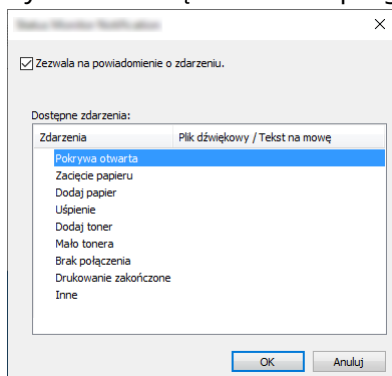 Zezwala na powiadomienie o zdarzeniu.
Dostępne zdarzenia:
Zdarzenia Plik dźwiękowy / Tekst na mowę
Pokrywa otwarta
Zacięcie papieru
Dodaj papier
Uśpienie
Dodaj toner
Mało tonera
Brak połączenia
Drukowanie zakończone
Inne
OK Anuluj